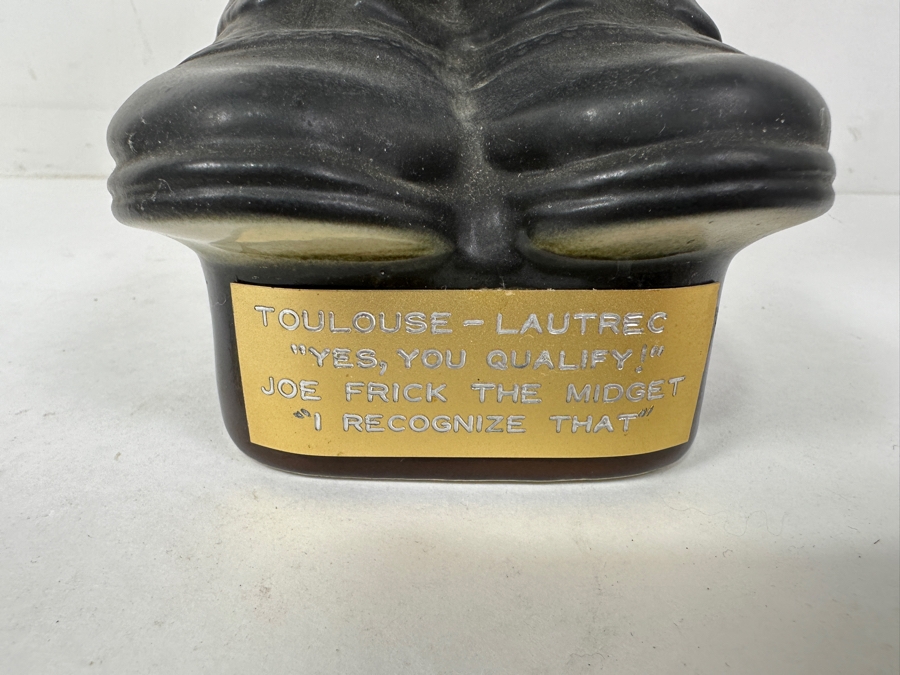 TOULOUSE - LAUTREC
"YES, YOU QUALIFY!"
JOE FRICK THE MIDGET
"I RECOGNIZE THAT"